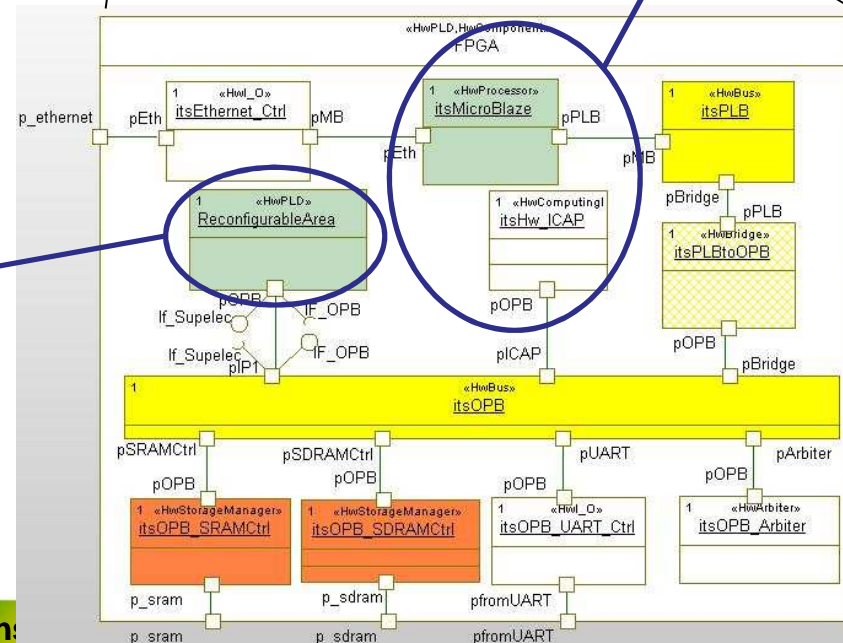 «HwPLD,HwComponent»
FPGA
1 «HwI_O»
itsEthernet_Ctrl
1 «HwProcessor»
itsMicroBlaze
1 «HwBus»
itsPLB
p_ethernet
pEth
pMB
pEth
pPLB
pMB
pBridge
pPLB
1 «HwPLD»
ReconfigurableArea
1 «HwComputingI
itsHw_ICAP
1 «HwBridge»
itsPLBtoOPB
pOPB
If_Supelec
IF_OPB
If_Supelec
IF_OPB
pIP1
pOPB
pICAP
pOPB
pBridge
1 «HwBus»
itsOPB
pSRAMCtrl
pSDRAMCtrl
pUART
pArbiter
pOPB
pOPB
pOPB
pOPB
1 «HwStorageManager»
itsOPB_SRAMCtrl
1 «HwStorageManager»
itsOPB_SDRAMCtrl
1 «HwI_O»
itsOPB_UART_Ctrl
1 «HwArbiter»
itsOPB_Arbiter
p_sram
p_sdram
pfromUART
p_sram
p_sdram
pfromUART